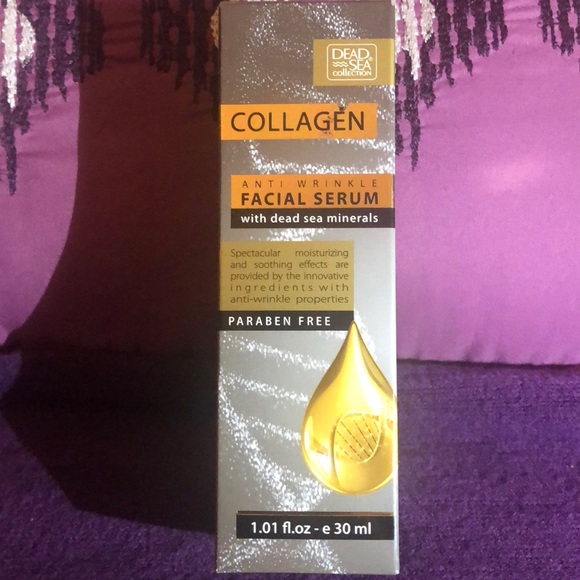 DEAD
SEA®
COLLECTION
COLLAGEN
ANTI WRINKLE
FACIAL SERUM
with dead sea minerals
Spectacular moisturizing
and soothing effects are
provided by the innovative
ingredients with
anti-wrinkle properties
PARABEN FREE
1.01 fl.oz - e 30 ml